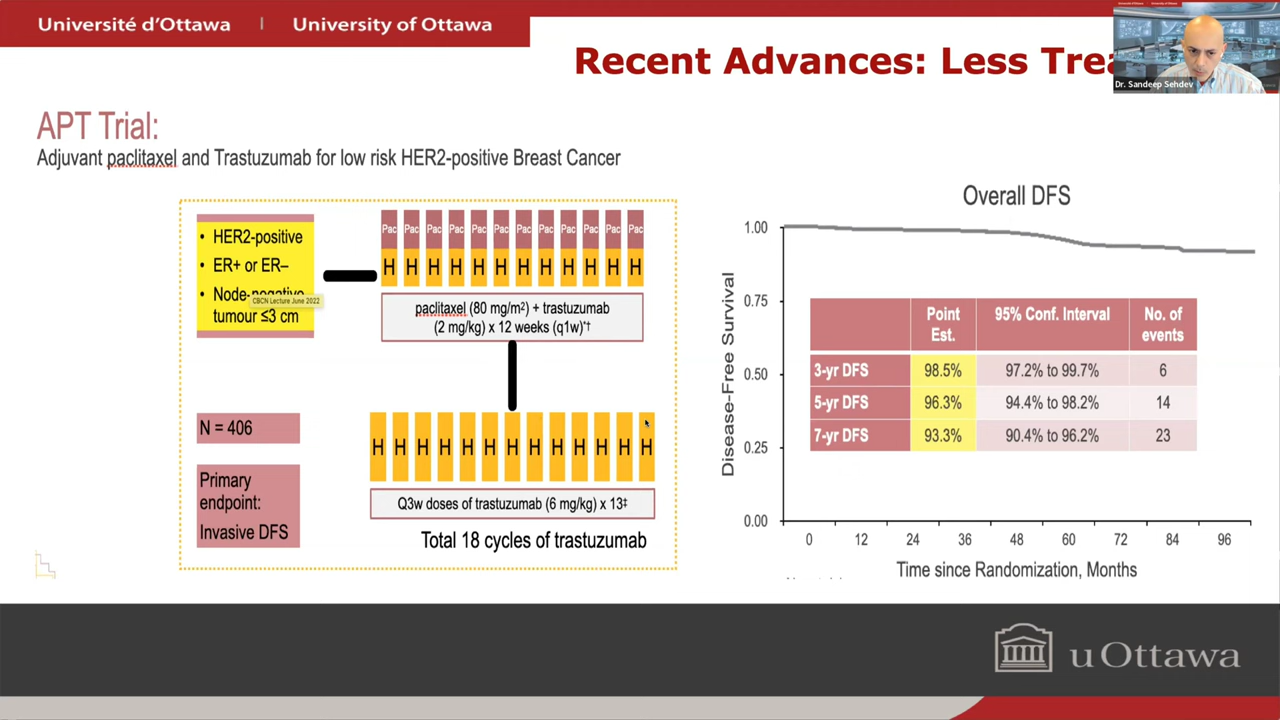 Université d'Ottawa | University of Ottawa
Recent Advances: Less
Dr. Sandeep Sehdev
APT Trial:
Adjuvant paclitaxel and Trastuzumab for low risk HER2-positive Breast Cancer
• HER2-positive
• ER+ or ER–
• Node-negative
tumour ≤3 cm
CBCN Lecture June 2022
Pac Pac Pac Pac Pac Pac Pac Pac Pac Pac Pac Pac
H H H H H H H H H H H H
paclitaxel (80 mg/m²) + trastuzumab
(2 mg/kg) x 12 weeks (q1w)*†
N = 406
Primary
endpoint:
Invasive DFS
H H H H H H H H H H H H H
Q3w doses of trastuzumab (6 mg/kg) x 13‡
Total 18 cycles of trastuzumab
Overall DFS
Disease-Free Survival
1.00
0.75
0.50
0.25
0.00
Point Est. 95% Conf. Interval No. of events
3-yr DFS 98.5% 97.2% to 99.7% 6
5-yr DFS 96.3% 94.4% to 98.2% 14
7-yr DFS 93.3% 90.4% to 96.2% 23
0 12 24 36 48 60 72 84 96
Time since Randomization, Months
uOttawa